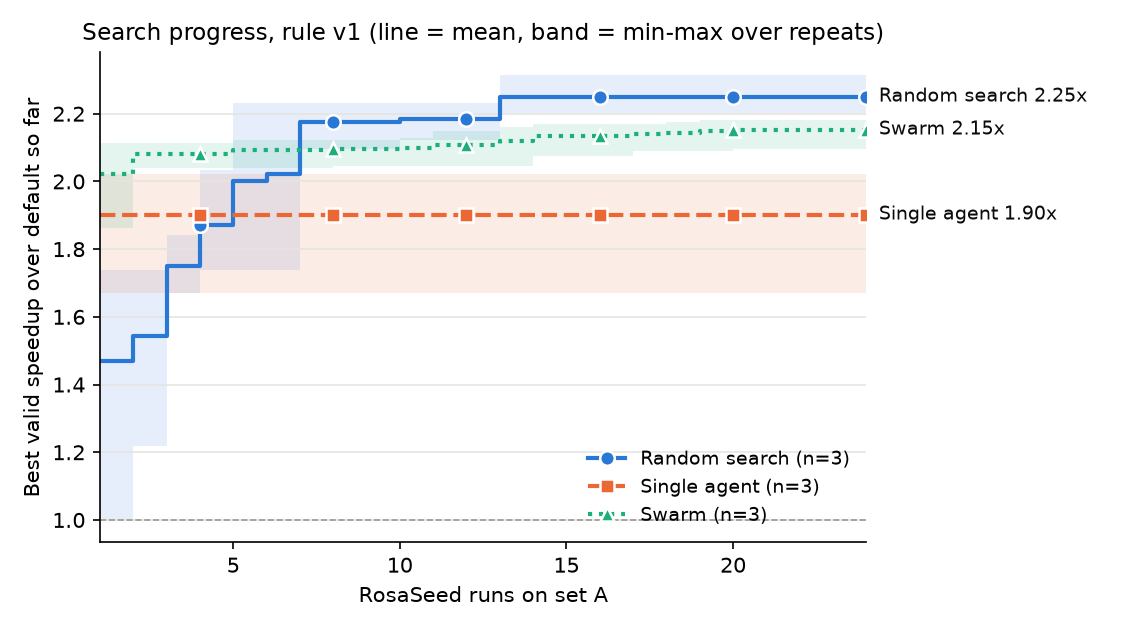 Search progress, rule v1 (line = mean, band = min-max over repeats)
Best valid speedup over default so far
2.2
2.0
1.8
1.6
1.4
1.2
1.0
Random search 2.25x
Swarm 2.15x
Single agent 1.90x
Random search (n=3)
Single agent (n=3)
Swarm (n=3)
5 10 15 20
RosaSeed runs on set A